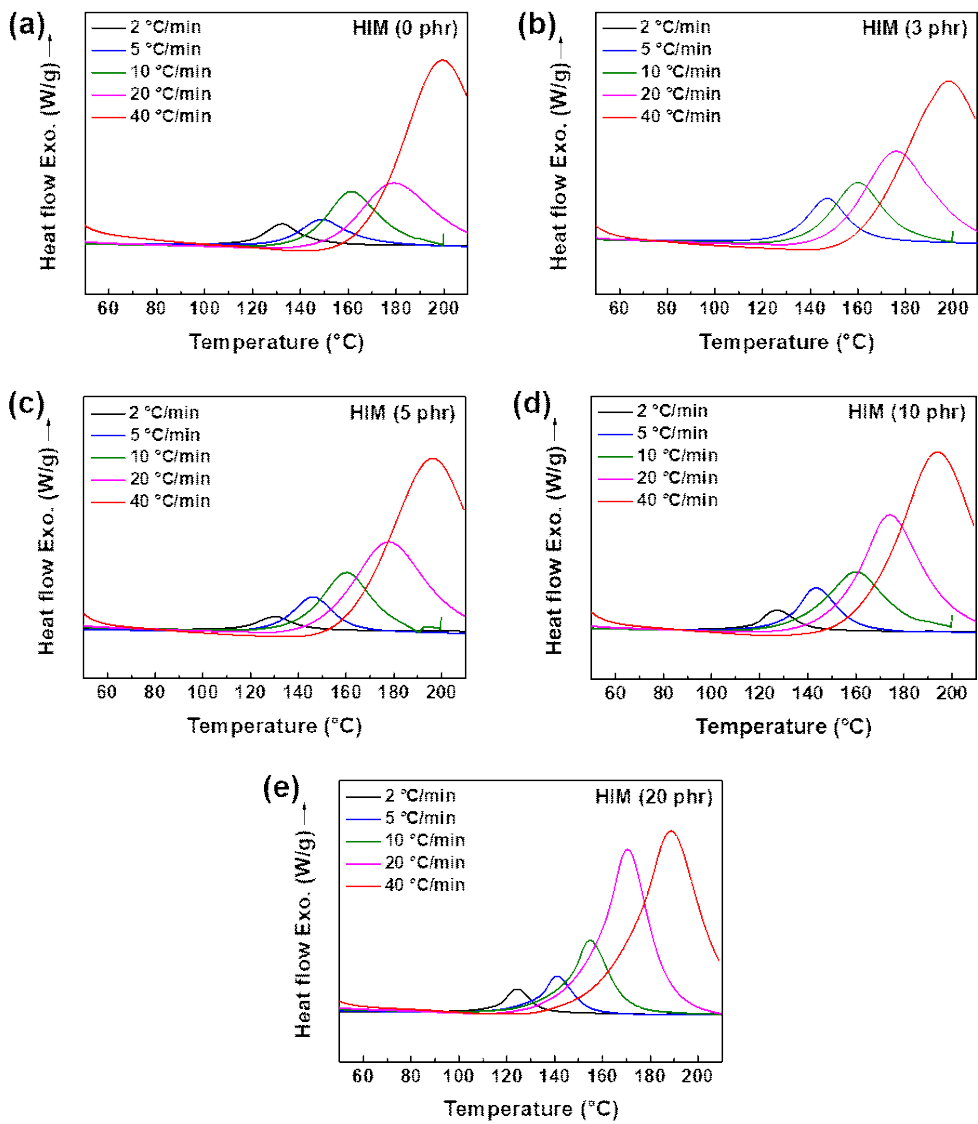 (a)
2 °C/min
5 °C/min
10 °C/min
20 °C/min
40 °C/min
HIM (0 phr)
Heat flow Exo. (W/g)
60 80 100 120 140 160 180 200
Temperature (°C)
(b)
2 °C/min
5 °C/min
10 °C/min
20 °C/min
40 °C/min
HIM (3 phr)
Heat flow Exo. (W/g)
60 80 100 120 140 160 180 200
Temperature (°C)
(c)
2 °C/min
5 °C/min
10 °C/min
20 °C/min
40 °C/min
HIM (5 phr)
Heat flow Exo. (W/g)
60 80 100 120 140 160 180 200
Temperature (°C)
(d)
2 °C/min
5 °C/min
10 °C/min
20 °C/min
40 °C/min
HIM (10 phr)
Heat flow Exo. (W/g)
60 80 100 120 140 160 180 200
Temperature (°C)
(e)
2 °C/min
5 °C/min
10 °C/min
20 °C/min
40 °C/min
HIM (20 phr)
Heat flow Exo. (W/g)
60 80 100 120 140 160 180 200
Temperature (°C)